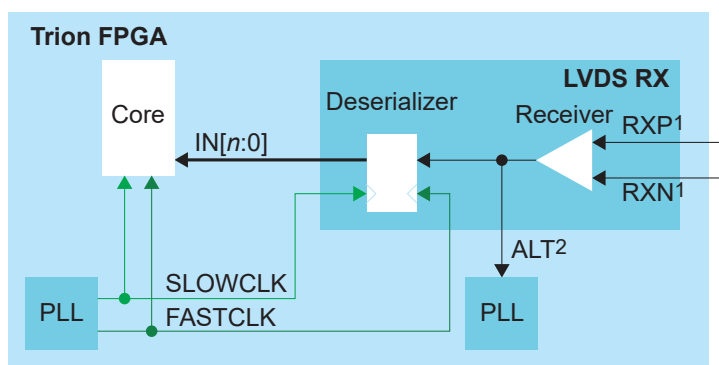 Trion FPGA
LVDS RX
Deserializer
Core
Receiver
RXP1
IN[n:0]
RXN1
ALT2
SLOWCLK
PLL
PLL
FASTCLK